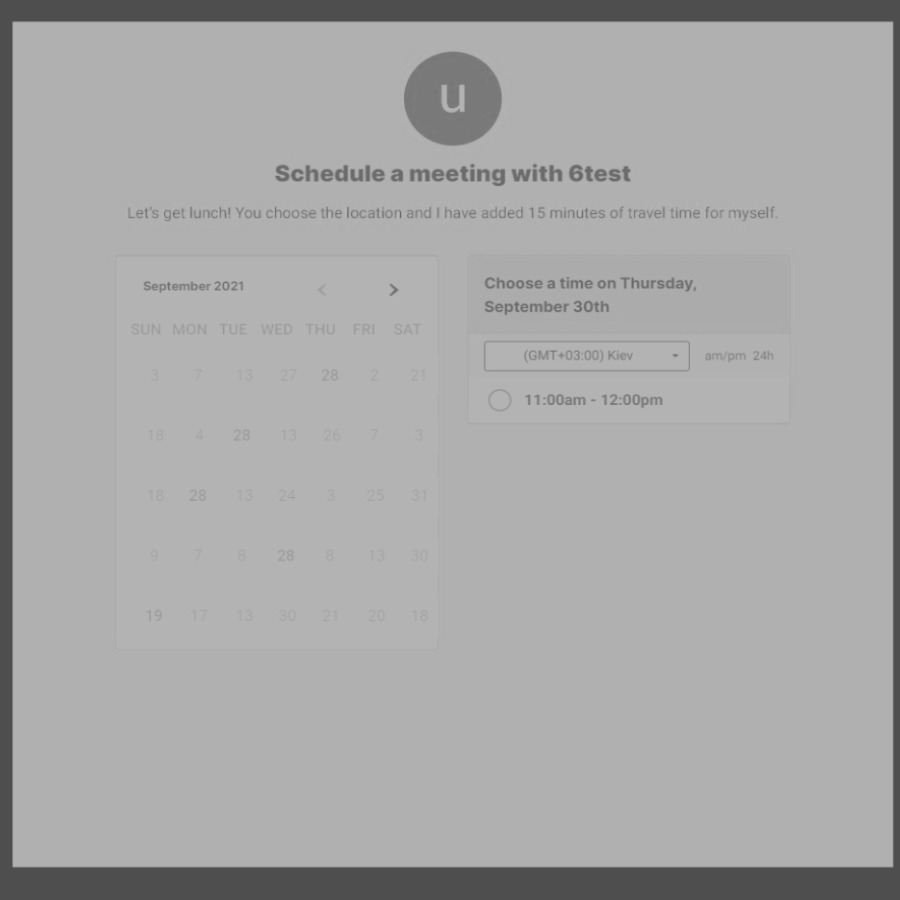 u
Schedule a meeting with 6test
Let's get lunch! You choose the location and I have added 15 minutes of travel time for myself.
September 2021 < >
SUN MON TUE WED THU FRI SAT
3 7 13 27 28 2 21
18 4 28 13 26 7 3
18 28 13 24 3 25 31
9 7 8 28 8 13 30
19 17 13 30 21 20 18
Choose a time on Thursday,
September 30th
(GMT+03:00) Kiev am/pm 24h
11:00am - 12:00pm